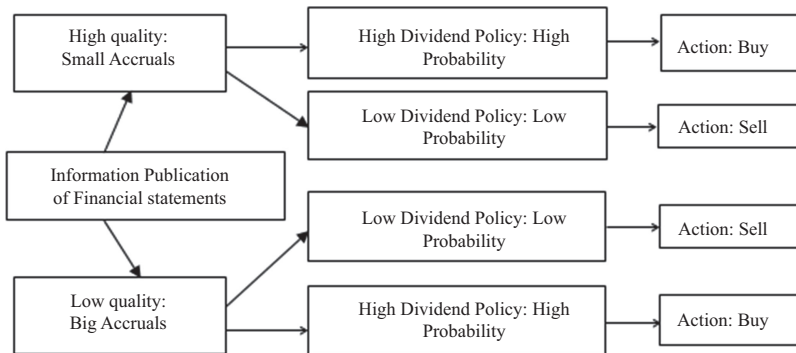 High quality:
Small Accruals
High Dividend Policy: High
Probability
Action: Buy
Low Dividend Policy: Low
Probability
Action: Sell
Information Publication
of Financial statements
Low Dividend Policy: Low
Probability
Action: Sell
Low quality:
Big Accruals
High Dividend Policy: High
Probability
Action: Buy